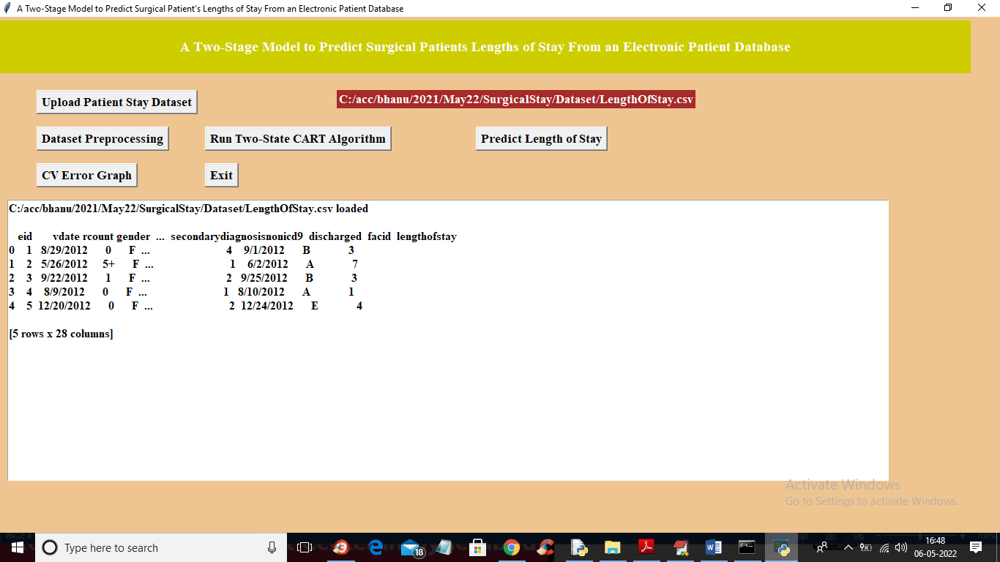 A Two-Stage Model to Predict Surgical Patient's Lengths of Stay From an Electronic Patient Database
A Two-Stage Model to Predict Surgical Patients Lengths of Stay From an Electronic Patient Database
Upload Patient Stay Dataset
C:/acc/bhanu/2021/May22/SurgicalStay/Dataset/LengthOfStay.csv
Dataset Preprocessing
Run Two-State CART Algorithm
Predict Length of Stay
CV Error Graph
Exit
C:/acc/bhanu/2021/May22/SurgicalStay/Dataset/LengthOfStay.csv loaded
eid vdate rcount gender ... secondarydiagnosisnonicd9 discharged facid lengthofstay
0 1 8/29/2012 0 F ... 4 9/1/2012 B 3
1 2 5/26/2012 5+ F ... 1 6/2/2012 A 7
2 3 9/22/2012 1 F ... 2 9/25/2012 B 3
3 4 8/9/2012 0 F ... 1 8/10/2012 A 1
4 5 12/20/2012 0 F ... 2 12/24/2012 E 4
[5 rows x 28 columns]
Activate Windows
Go to Settings to activate Windows.
Type here to search
18
16:48
06-05-2022